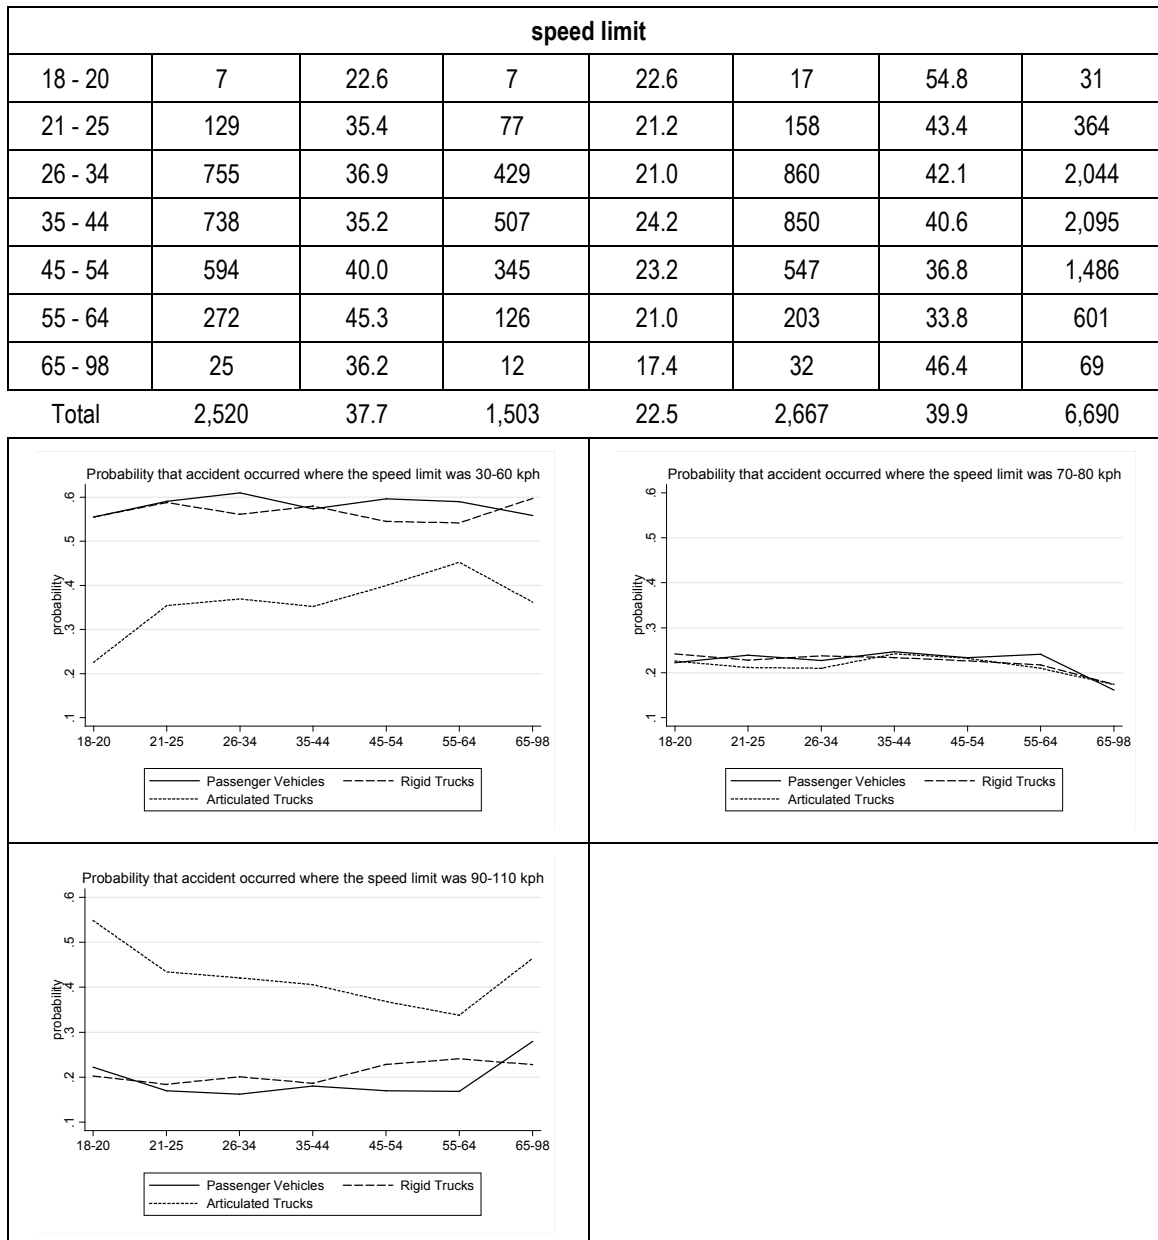 speed limit
18 - 20 7 22.6 7 22.6 17 54.8 31
21 - 25 129 35.4 77 21.2 158 43.4 364
26 - 34 755 36.9 429 21.0 860 42.1 2,044
35 - 44 738 35.2 507 24.2 850 40.6 2,095
45 - 54 594 40.0 345 23.2 547 36.8 1,486
55 - 64 272 45.3 126 21.0 203 33.8 601
65 - 98 25 36.2 12 17.4 32 46.4 69
Total 2,520 37.7 1,503 22.5 2,667 39.9 6,690
Probability that accident occurred where the speed limit was 30-60 kph
probability
.6
.5
.4
.3
.2
.1
18-20 21-25 26-34 35-44 45-54 55-64 65-98
Passenger Vehicles Rigid Trucks
Articulated Trucks
Probability that accident occurred where the speed limit was 70-80 kph
probability
.6
.5
.4
.3
.2
.1
18-20 21-25 26-34 35-44 45-54 55-64 65-98
Passenger Vehicles Rigid Trucks
Articulated Trucks
Probability that accident occurred where the speed limit was 90-110 kph
probability
.6
.5
.4
.3
.2
.1
18-20 21-25 26-34 35-44 45-54 55-64 65-98
Passenger Vehicles Rigid Trucks
Articulated Trucks